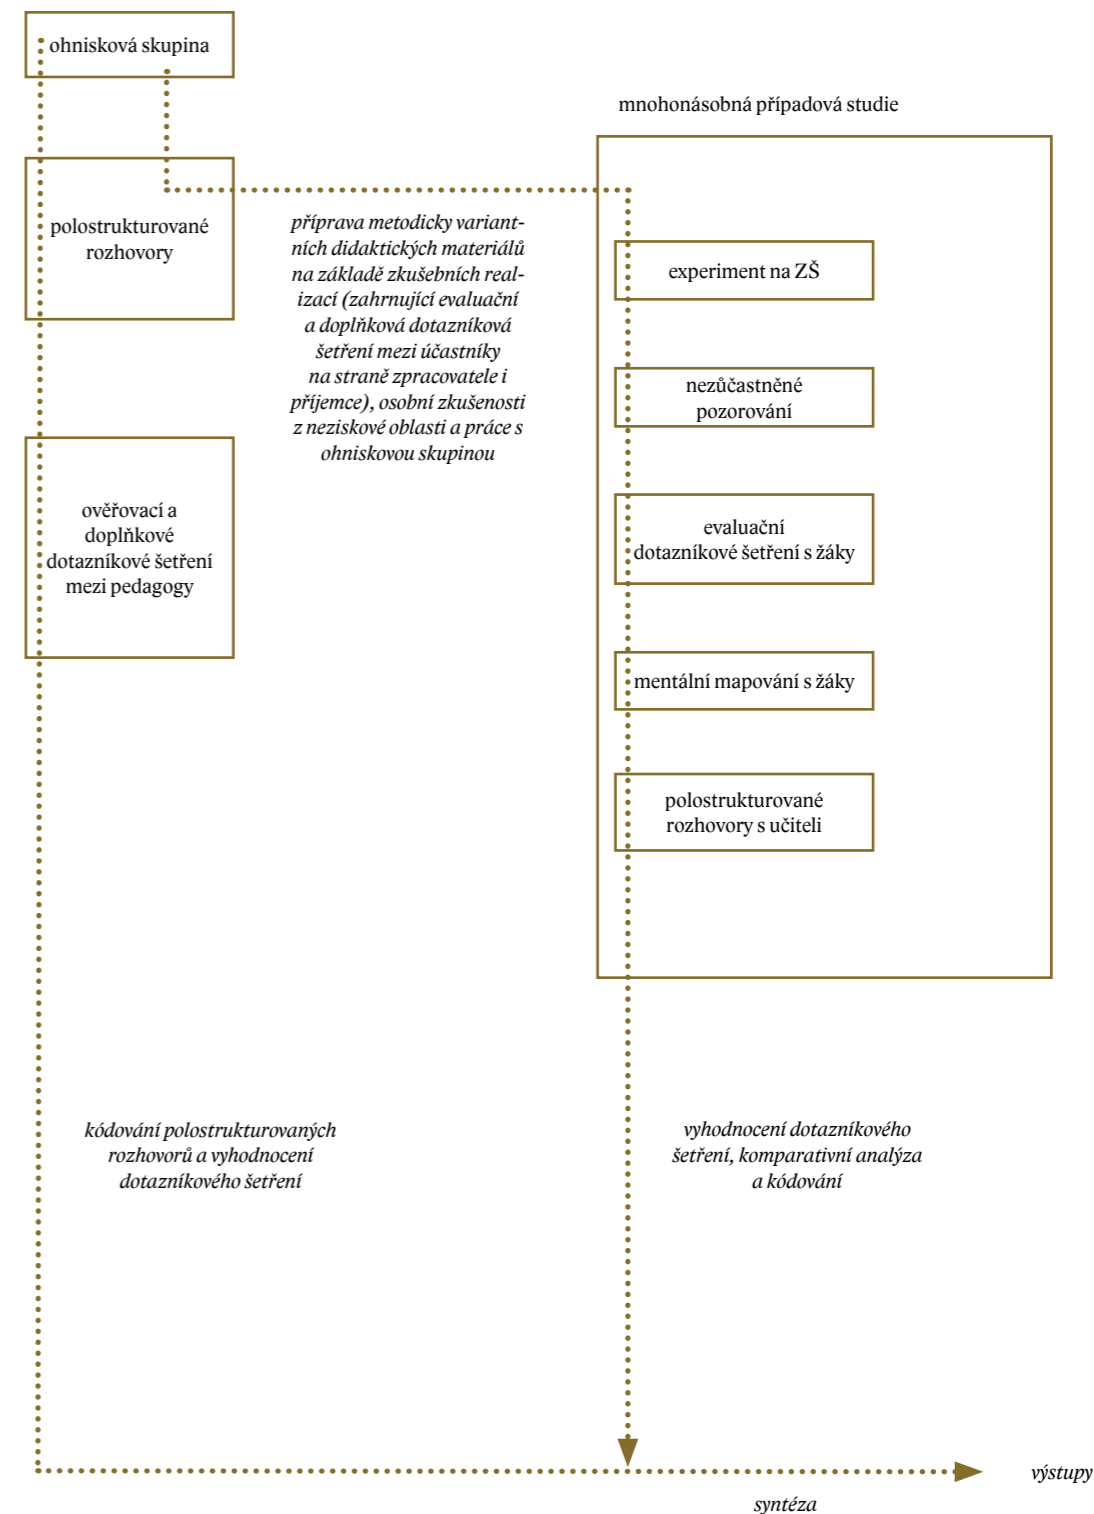 ohnisková skupina
polostrukturované
rozhovory
ověřovací a
doplňkové
dotazníkové šetření
mezi pedagogy
příprava metodicky variant-
ních didaktických materiálů
na základě zkušebních real-
izací (zahrnující evaluační
a doplňková dotazníková
šetření mezi účastníky
na straně zpracovatele i
příjemce), osobní zkušenosti
z neziskové oblasti a práce s
ohniskovou skupinou
mnohonásobná případová studie
experiment na ZŠ
nezúčastněné
pozorování
evaluační
dotazníkové šetření s žáky
mentální mapování s žáky
polostrukturované
rozhovory s učiteli
kódování polostrukturovaných
rozhovorů a vyhodnocení
dotazníkového šetření
vyhodnocení dotazníkového
šetření, komparativní analýza
a kódování
výstupy
syntéza